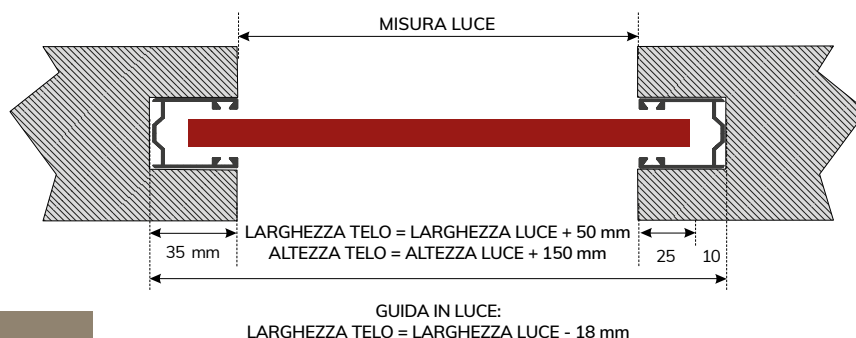 MISURA LUCE
LARGHEZZA TELO = LARGHEZZA LUCE + 50 mm
ALTEZZA TELO = ALTEZZA LUCE + 150 mm
35 mm
25
10
GUIDA IN LUCE:
LARGHEZZA TELO = LARGHEZZA LUCE - 18 mm